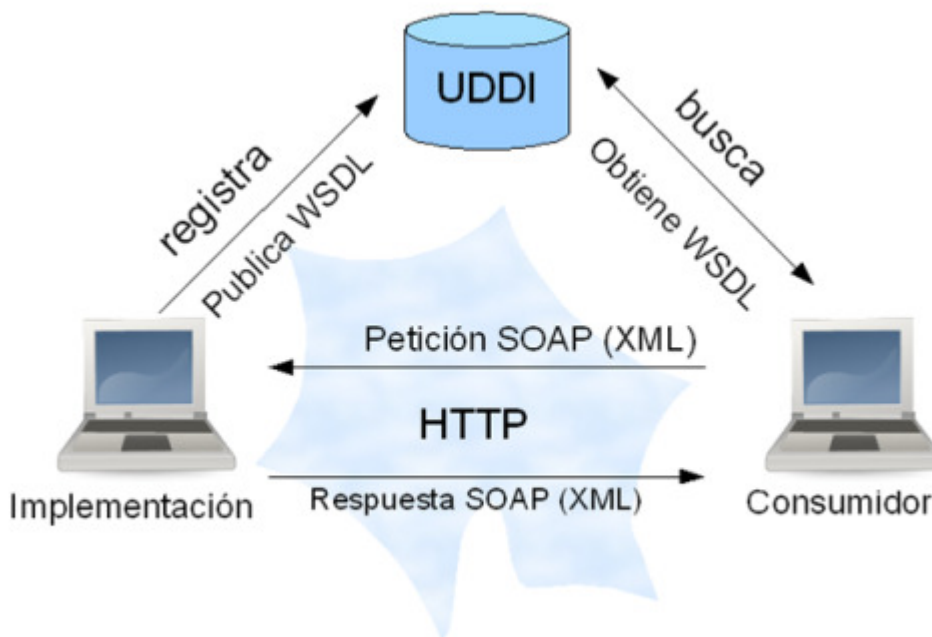 UDDI
registra
Publica WSDL
busca
Obtiene WSDL
Petición SOAP (XML)
HTTP
Respuesta SOAP (XML)
Implementación
Consumidor